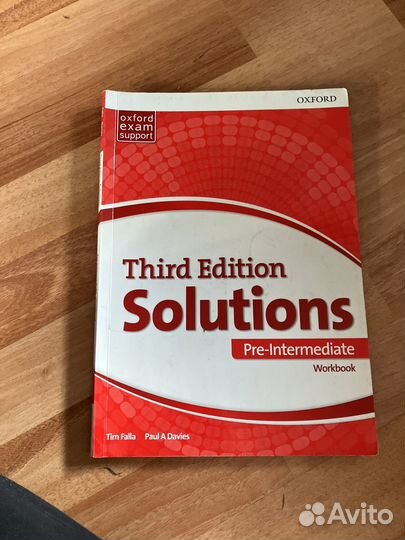 OXFORD
oxford
exam
support
Third Edition
Solutions
Pre-Intermediate
Workbook
Tim Falla Paul A Davies
Avito